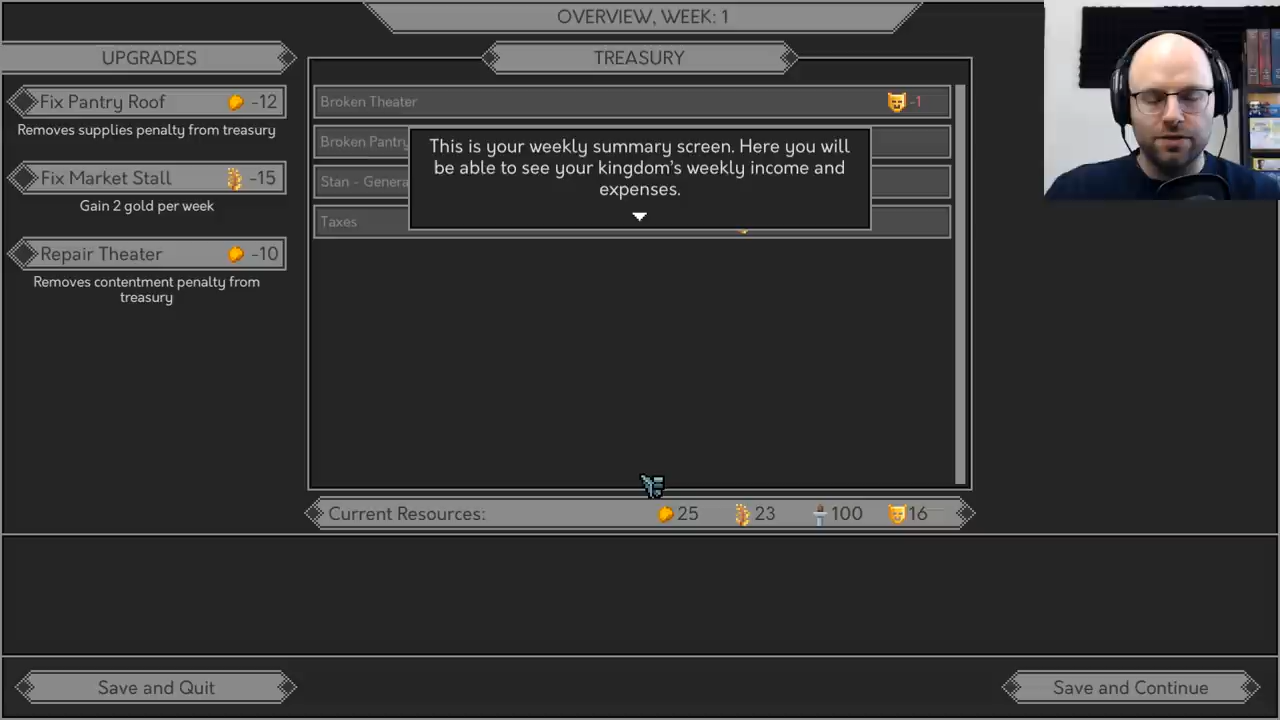 OVERVIEW, WEEK: 1
UPGRADES
TREASURY
Fix Pantry Roof -12
Removes supplies penalty from treasury
Fix Market Stall -15
Gain 2 gold per week
Repair Theater -10
Removes contentment penalty from
treasury
Broken Theater -1
Broken Pantry
Stan - Genera
Taxes
This is your weekly summary screen. Here you will
be able to see your kingdom's weekly income and
expenses.
Current Resources: 25 23 100 16
Save and Quit
Save and Continue